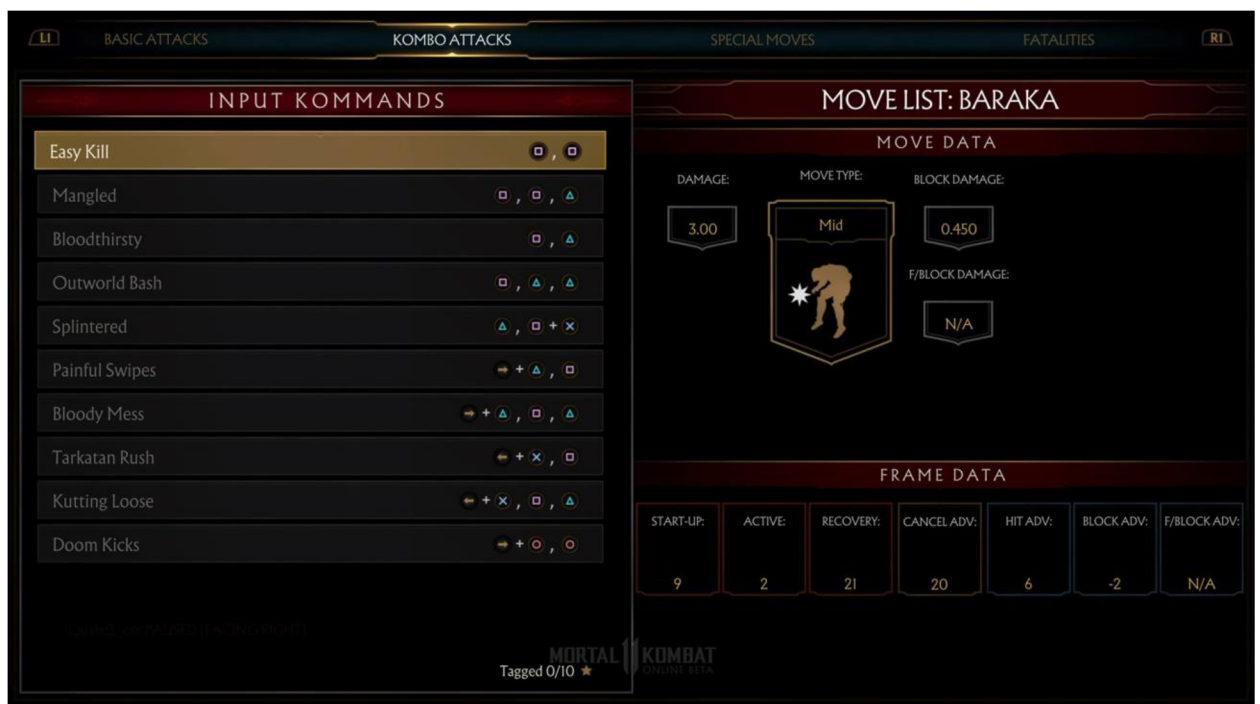 L1 BASIC ATTACKS KOMBO ATTACKS SPECIAL MOVES FATALITIES R1
INPUT KOMMANDS
Easy Kill ,
Mangled , ,
Bloodthirsty ,
Outworld Bash , ,
Splintered , +
Painful Swipes + ,
Bloody Mess + , ,
Tarkatan Rush + ,
Kutting Loose + , ,
Doom Kicks + ,
Tagged 0/10
MOVE LIST: BARAKA
MOVE DATA
DAMAGE: MOVE TYPE: BLOCK DAMAGE:
3.00 Mid 0.450
F/BLOCK DAMAGE:
N/A
FRAME DATA
START-UP: ACTIVE: RECOVERY: CANCEL ADV: HIT ADV: BLOCK ADV: F/BLOCK ADV:
9 2 21 20 6 -2 N/A
MORTAL KOMBAT
ONLINE BETA